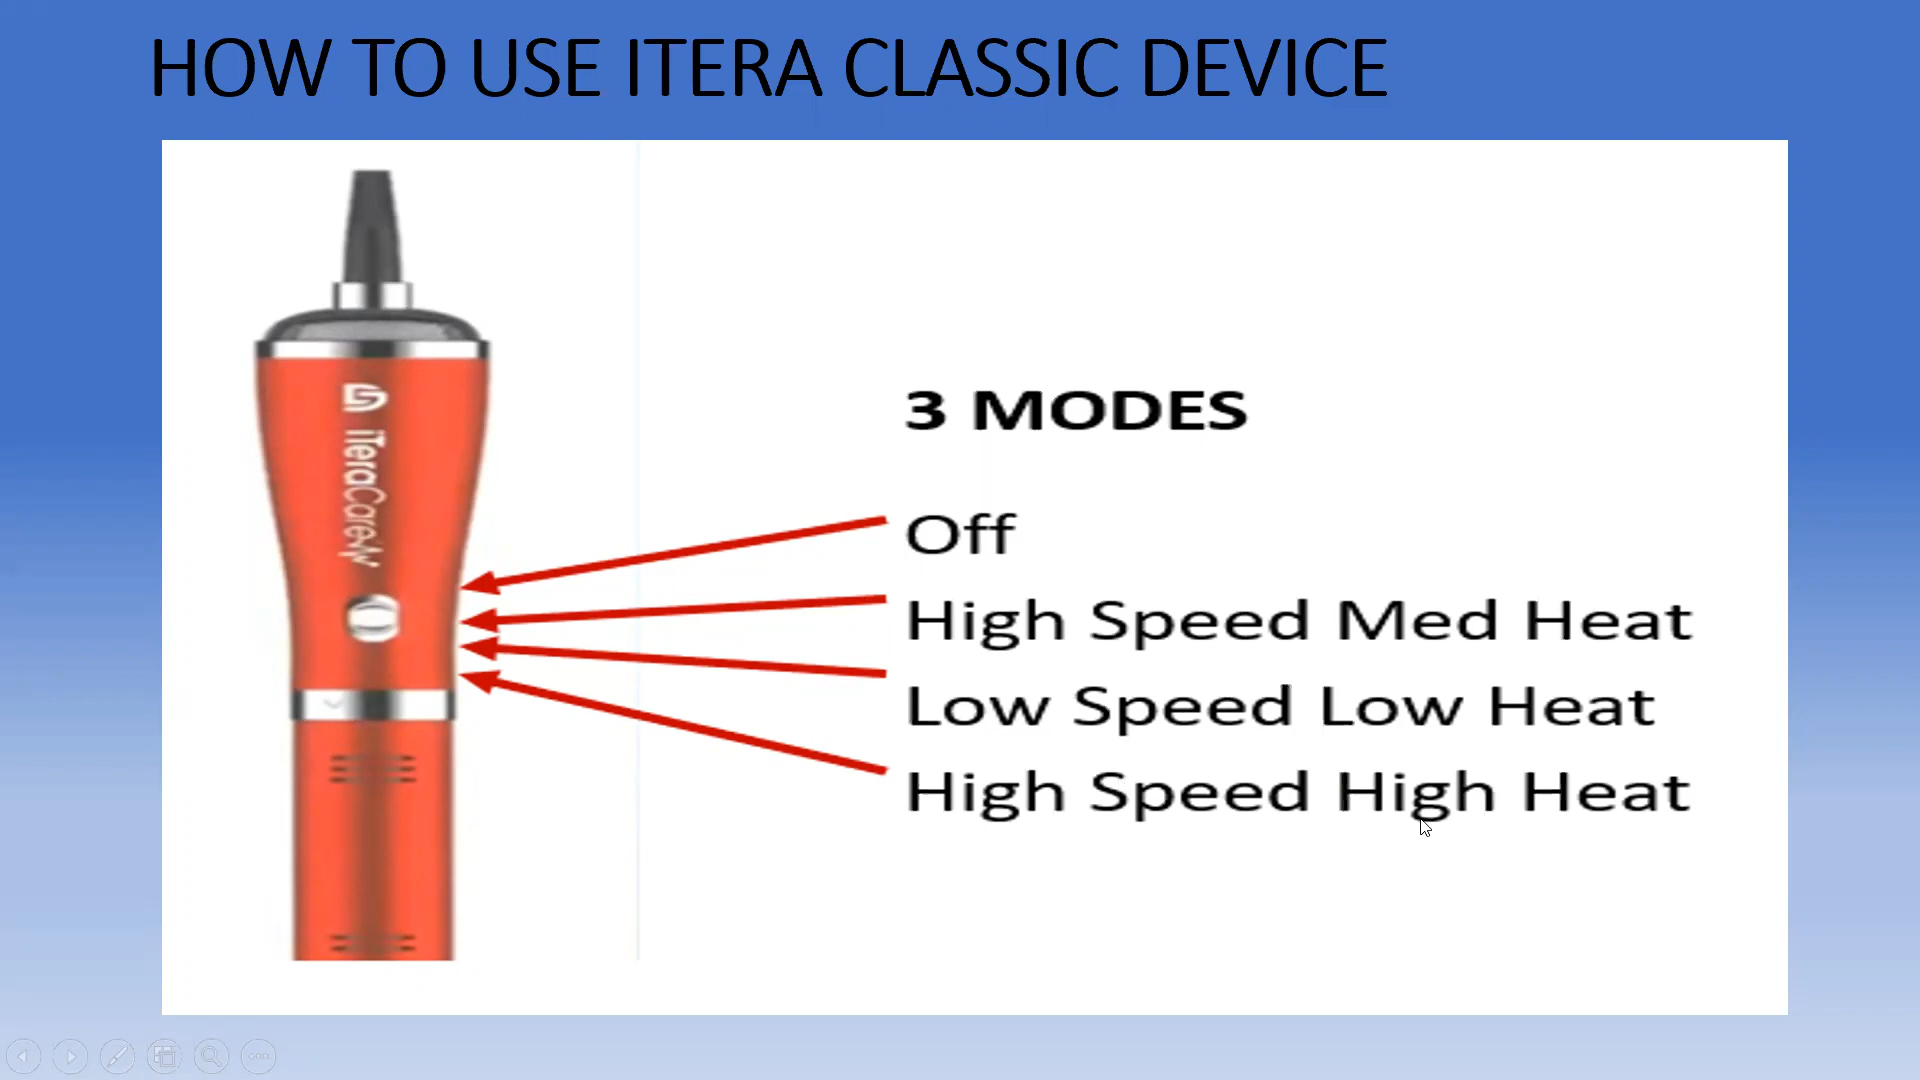 HOW TO USE ITERA CLASSIC DEVICE
iTeraCare
3 MODES
Off
High Speed Med Heat
Low Speed Low Heat
High Speed High Heat